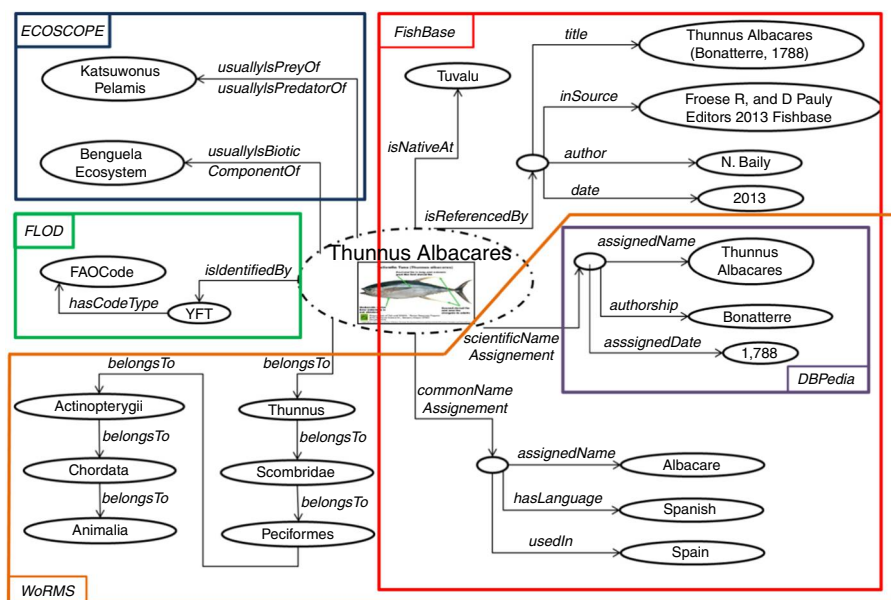 ECOSCOPE
Katsuwonus
Pelamis
usuallyIsPreyOf
usuallyIsPredatorOf
Benguela
Ecosystem
usuallyIsBiotic
ComponentOf
FishBase
Tuvalu
isNativeAt
title
Thunnus Albacares
(Bonatterre, 1788)
inSource
Froese R, and D Pauly
Editors 2013 Fishbase
author
N. Baily
date
2013
isReferencedBy
FLOD
FAOCode
isIdentifiedBy
hasCodeType
YFT
Thunnus Albacares
assignedName
Thunnus
Albacares
authorship
Bonatterre
asssignedDate
1,788
DBPedia
scientificName
Assignement
commonName
Assignement
assignedName
Albacare
hasLanguage
Spanish
usedIn
Spain
belongsTo
belongsTo
Actinopterygii
Thunnus
belongsTo
belongsTo
Chordata
Scombridae
belongsTo
belongsTo
Animalia
Peciformes
WoRMS